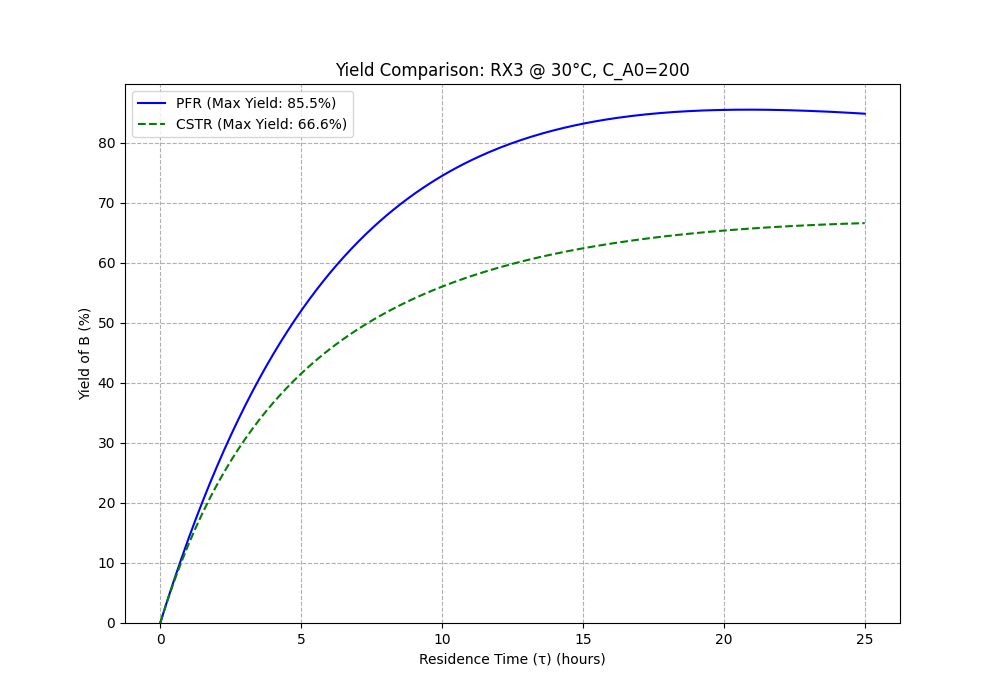 Yield Comparison: RX3 @ 30°C, C_A0=200
PFR (Max Yield: 85.5%)
CSTR (Max Yield: 66.6%)
Yield of B (%)
80
70
60
50
40
30
20
10
0
0 5 10 15 20 25
Residence Time (τ) (hours)